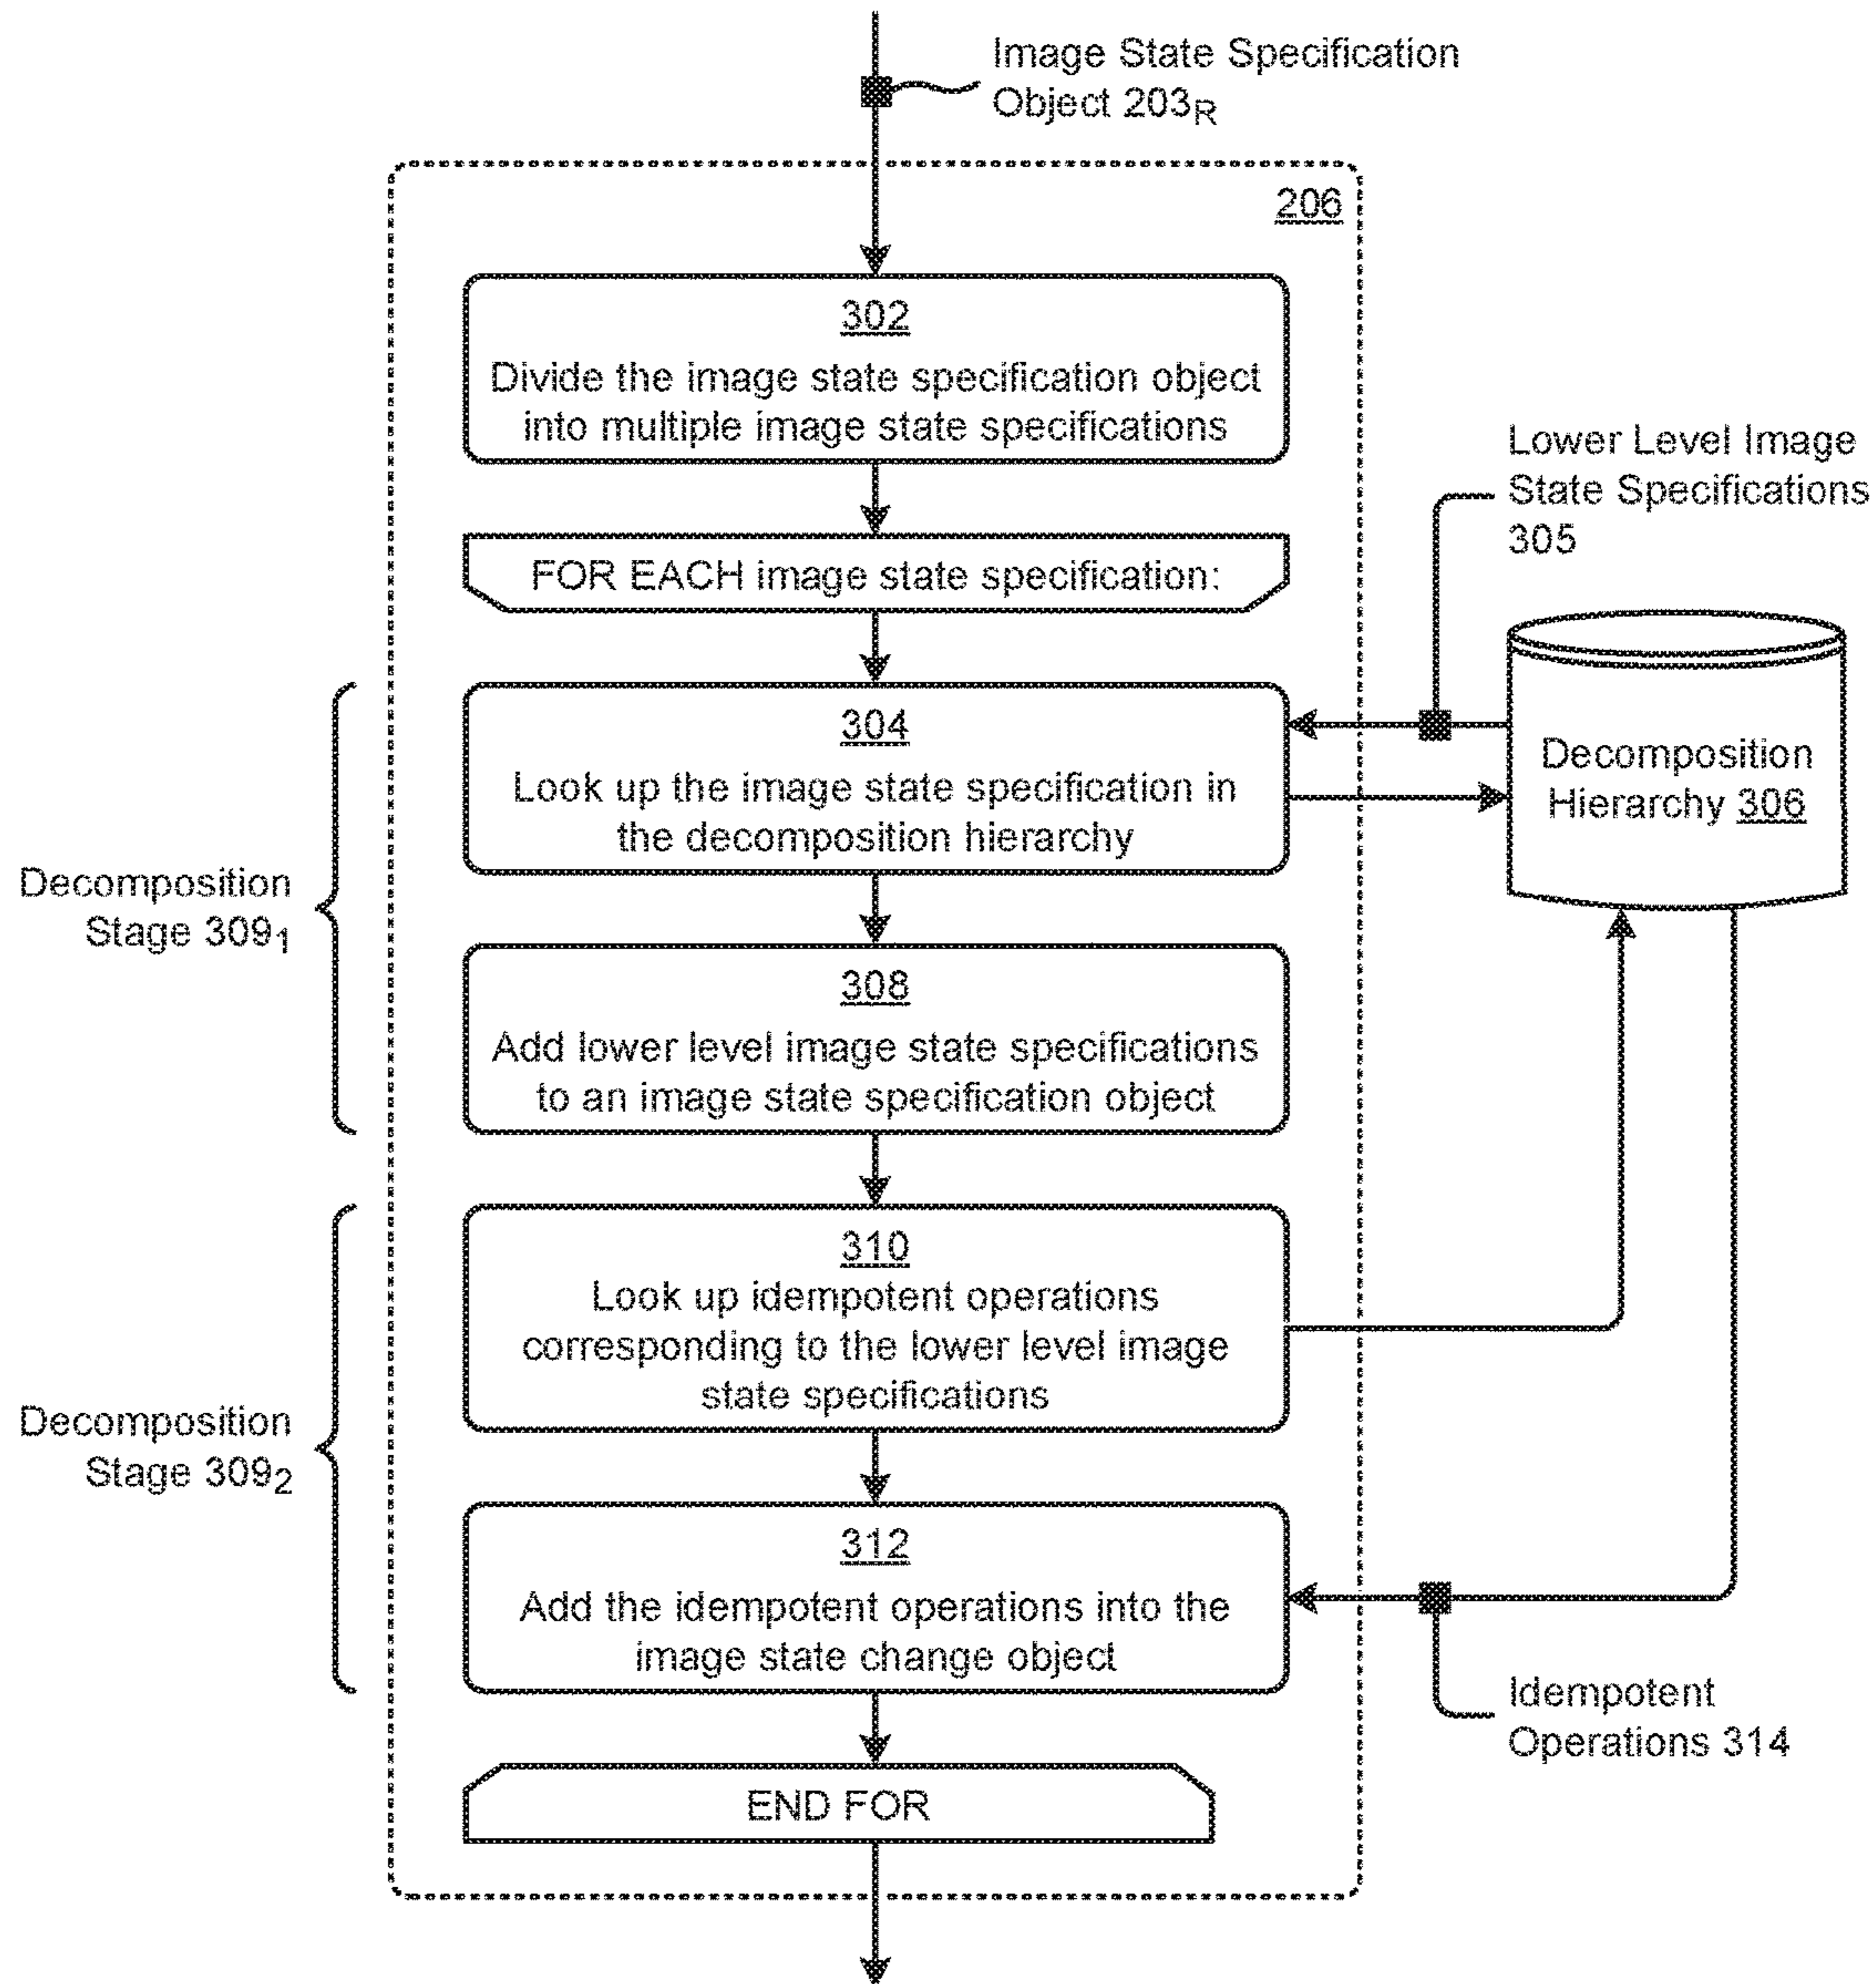 Image State Specification
Object 203R
206
302
Divide the image state specification object
into multiple image state specifications
Lower Level Image
State Specifications
305
FOR EACH image state specification:
304
Look up the image state specification in
the decomposition hierarchy
Decomposition
Hierarchy 306
Decomposition
Stage 3091
308
Add lower level image state specifications
to an image state specification object
310
Look up idempotent operations
corresponding to the lower level image
state specifications
Decomposition
Stage 3092
312
Add the idempotent operations into the
image state change object
Idempotent
Operations 314
END FOR